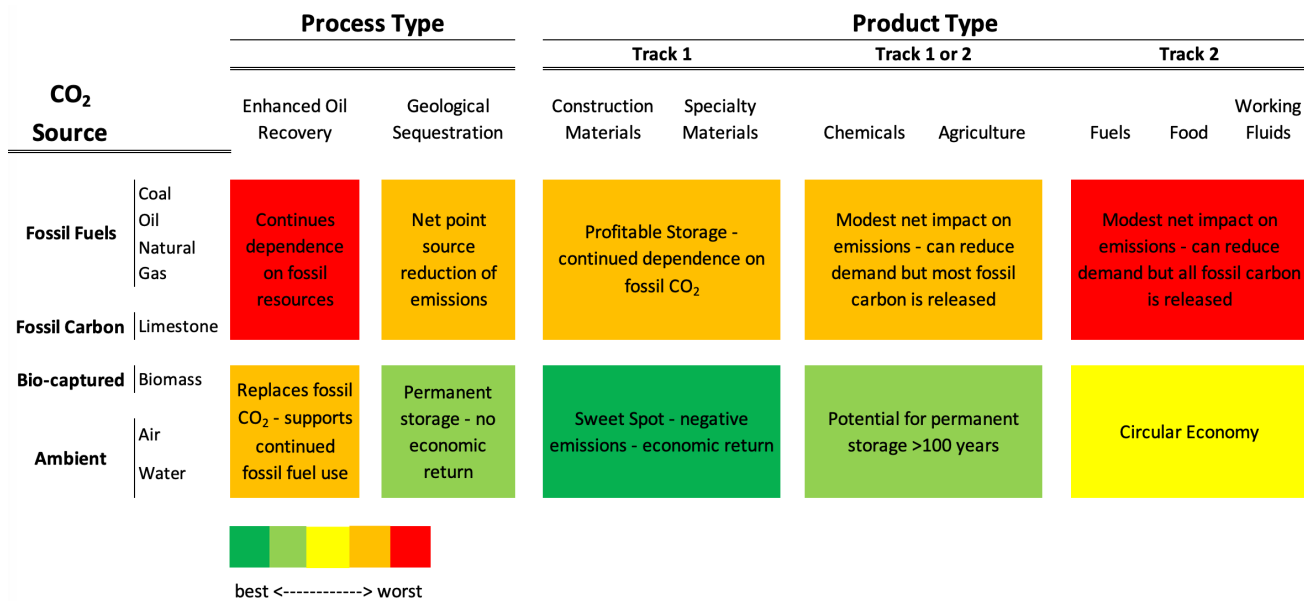 Process Type
Product Type
Track 1
Track 1 or 2
Track 2
CO₂
Source
Enhanced Oil
Recovery
Geological
Sequestration
Construction
Materials
Specialty
Materials
Chemicals
Agriculture
Fuels
Food
Working
Fluids
Fossil Fuels
Coal
Oil
Natural
Gas
Fossil Carbon
Limestone
Continues
dependence
on fossil
resources
Net point
source
reduction of
emissions
Profitable Storage -
continued dependence on
fossil CO₂
Modest net impact on
emissions - can reduce
demand but most fossil
carbon is released
Modest net impact on
emissions - can reduce
demand but all fossil carbon
is released
Bio-captured
Biomass
Ambient
Air
Water
Replaces fossil
CO₂ - supports
continued
fossil fuel use
Permanent
storage - no
economic
return
Sweet Spot - negative
emissions - economic return
Potential for permanent
storage >100 years
Circular Economy
best <------------> worst